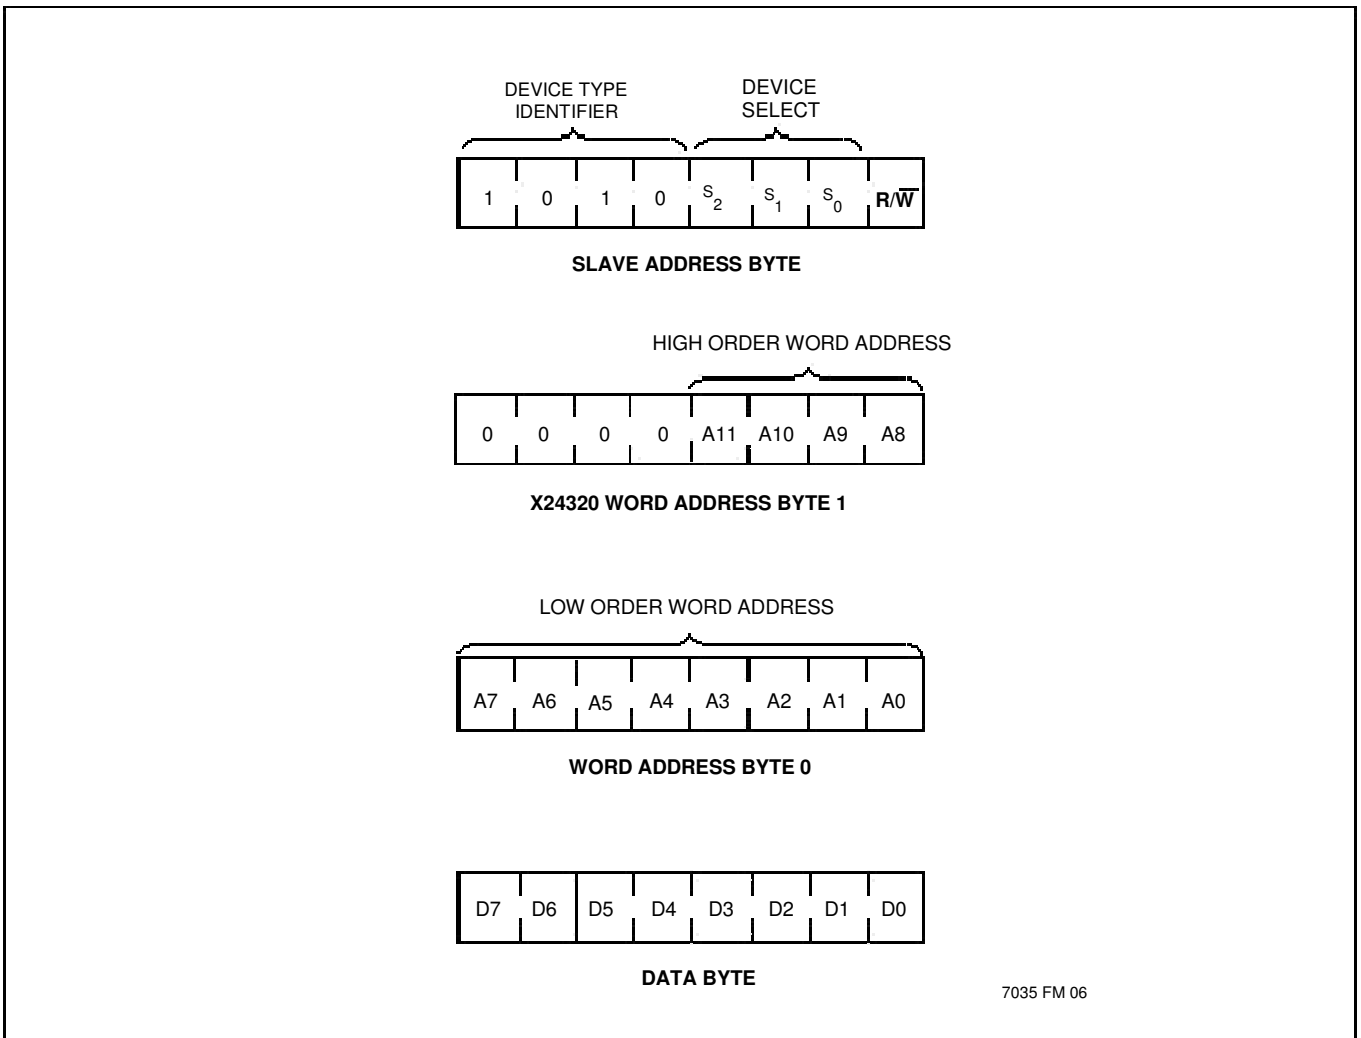 DEVICE TYPE
IDENTIFIER
DEVICE
SELECT
1 0 1 0 S2 S1 S0 R/W̅
SLAVE ADDRESS BYTE
HIGH ORDER WORD ADDRESS
0 0 0 0 A11 A10 A9 A8
X24320 WORD ADDRESS BYTE 1
LOW ORDER WORD ADDRESS
A7 A6 A5 A4 A3 A2 A1 A0
WORD ADDRESS BYTE 0
D7 D6 D5 D4 D3 D2 D1 D0
DATA BYTE
7035 FM 06